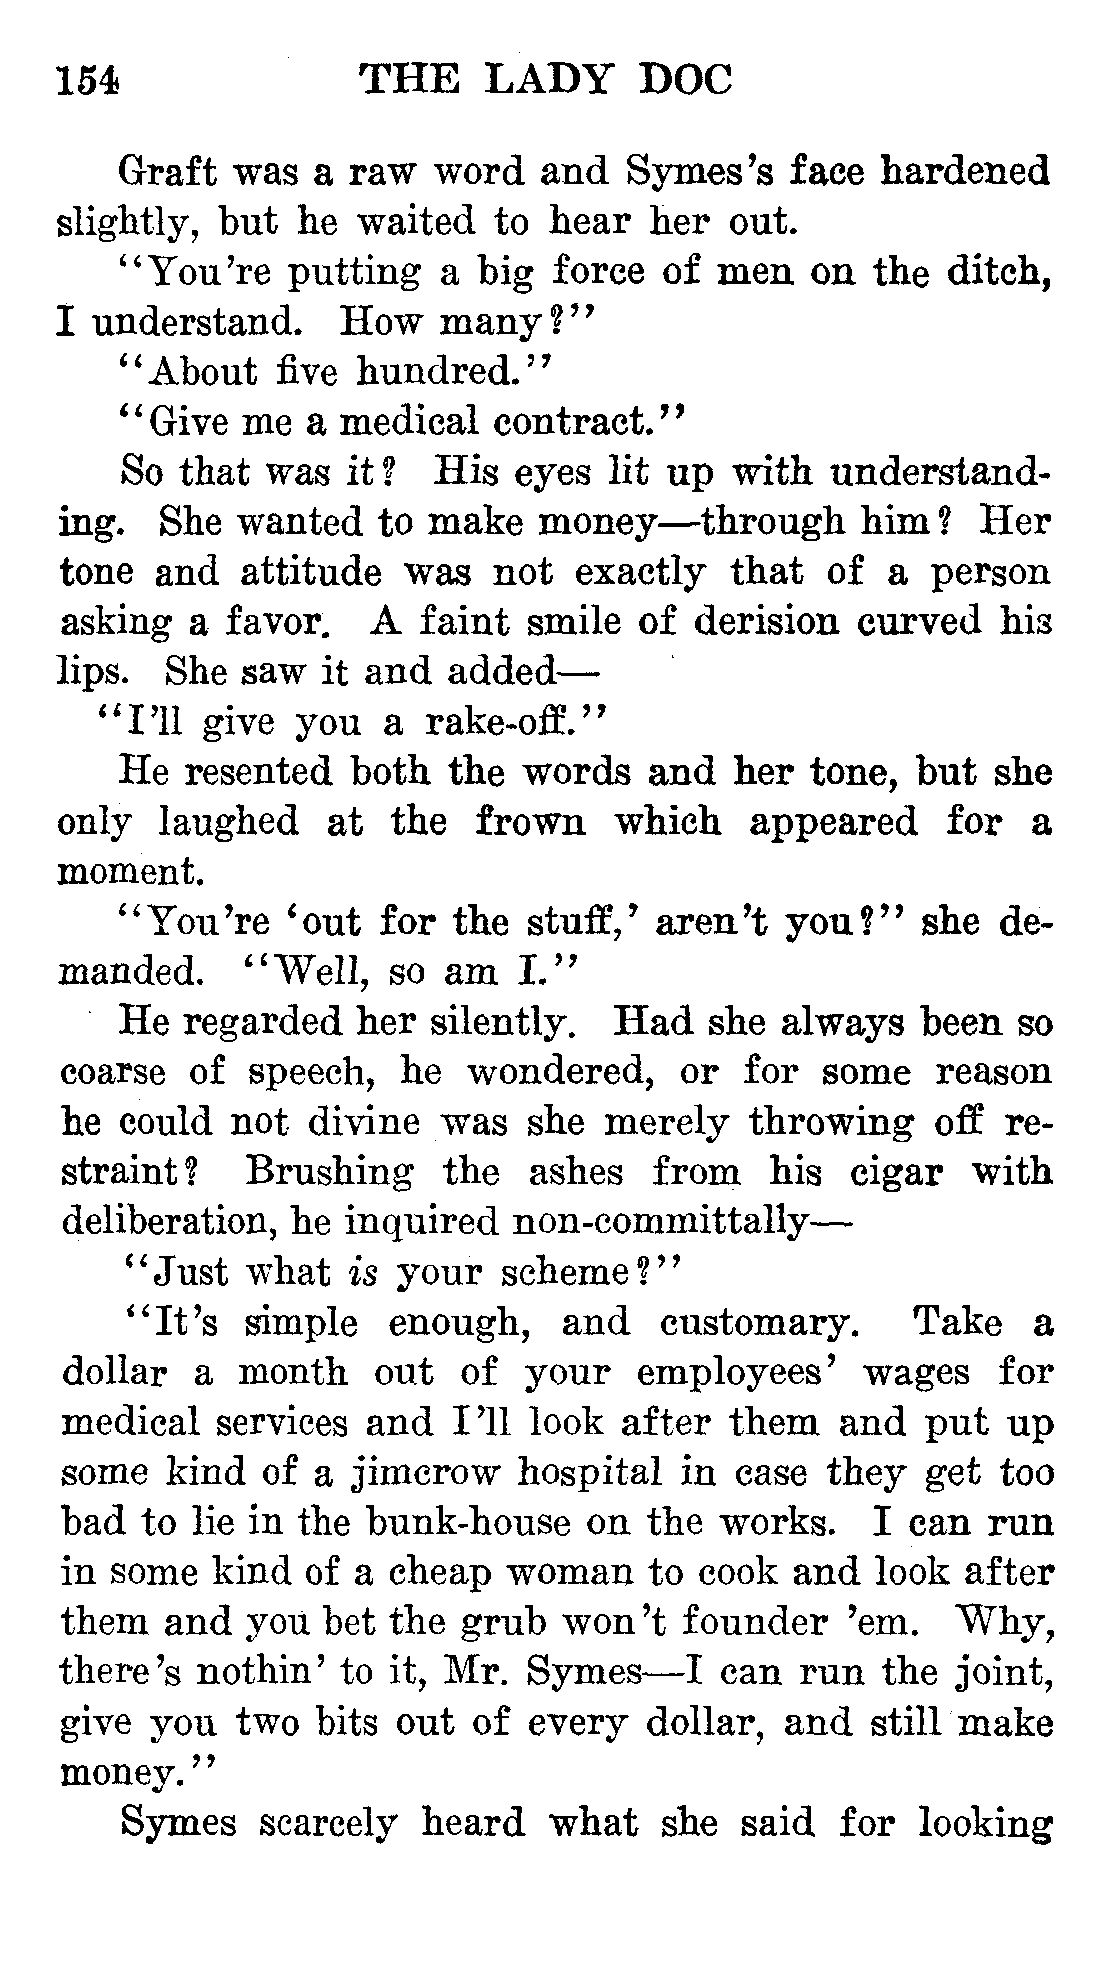 154 THE LADY DOC
Graft was a raw word and Symes's face hardened
slightly, but he waited to hear her out.
"You're putting a big force of men on the ditch,
I understand. How many?"
"About five hundred."
"Give me a medical contract."
So that was it? His eyes lit up with understand-
ing. She wanted to make money—through him? Her
tone and attitude was not exactly that of a person
asking a favor. A faint smile of derision curved his
lips. She saw it and added—
"I'll give you a rake-off."
He resented both the words and her tone, but she
only laughed at the frown which appeared for a
moment.
"You're 'out for the stuff,' aren't you?" she de-
manded. "Well, so am I."
He regarded her silently. Had she always been so
coarse of speech, he wondered, or for some reason
he could not divine was she merely throwing off re-
straint? Brushing the ashes from his cigar with
deliberation, he inquired non-committally—
"Just what is your scheme?"
"It's simple enough, and customary. Take a
dollar a month out of your employees' wages for
medical services and I'll look after them and put up
some kind of a jimcrow hospital in case they get too
bad to lie in the bunk-house on the works. I can run
in some kind of a cheap woman to cook and look after
them and you bet the grub won't founder 'em. Why,
there's nothin' to it, Mr. Symes—I can run the joint,
give you two bits out of every dollar, and still make
money."
Symes scarcely heard what she said for looking